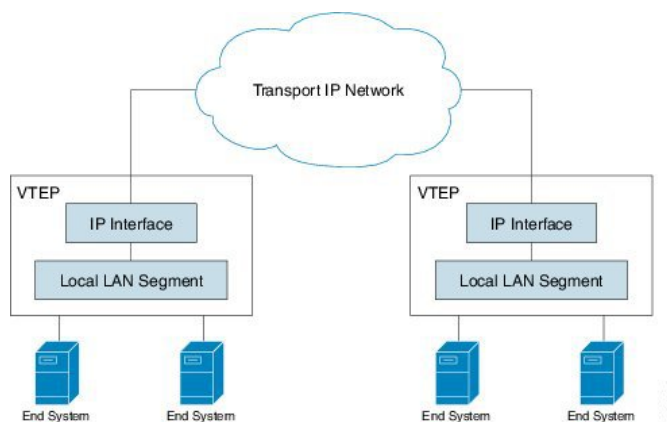 Transport IP Network
VTEP
IP Interface
Local LAN Segment
End System
End System
VTEP
IP Interface
Local LAN Segment
End System
End System